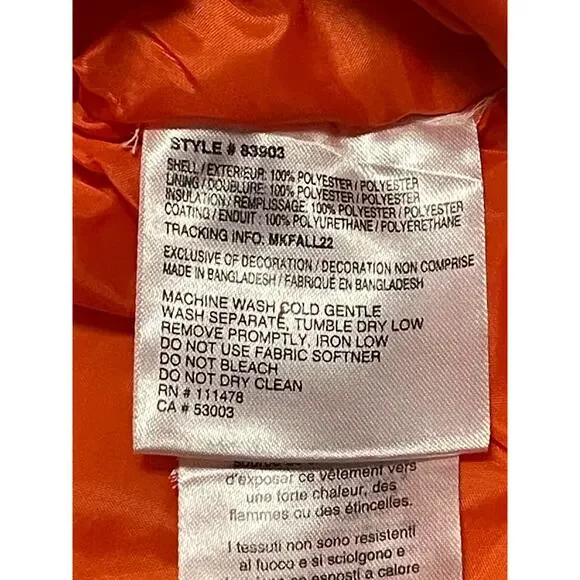 STYLE # 83903
SHELL / EXTERIEUR: 100% POLYESTER / POLYESTER
LINING / DOUBLURE: 100% POLYESTER / POLYESTER
INSULATION / REMPLISSAGE: 100% POLYESTER / POLYESTER
COATING / ENDUIT : 100% POLYURETHANE / POLYERETHANE
TRACKING INFO: MKFALL22
EXCLUSIVE OF DECORATION / DECORATION NON COMPRISE
MADE IN BANGLADESH / FABRIQUÉ EN BANGLADESH
MACHINE WASH COLD GENTLE
WASH SEPARATE, TUMBLE DRY LOW
REMOVE PROMPTLY, IRON LOW
DO NOT USE FABRIC SOFTNER
DO NOT BLEACH
DO NOT DRY CLEAN
RN # 111478
CA # 53003
d'exposer ce vêtement vers
une forte chaleur, des
flammes ou des étincelles.
I tessuti non sono resistenti
al fuoco e si sciolgono e
esposti a calore